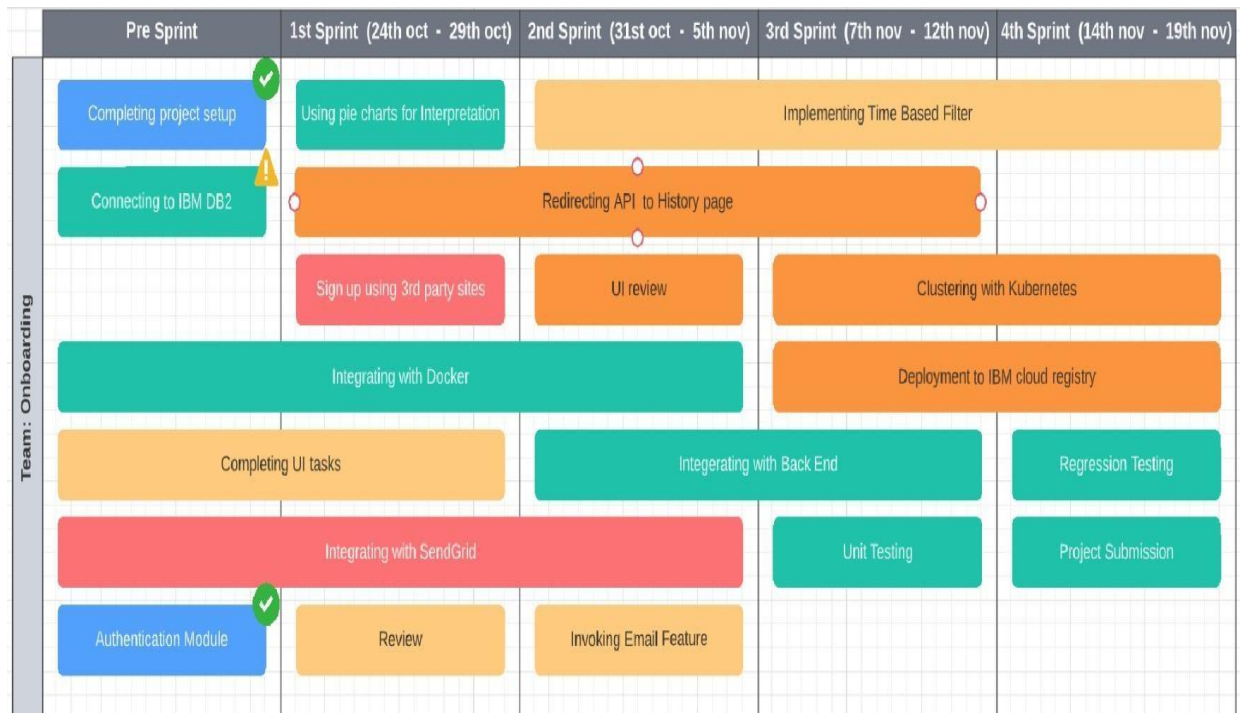 Pre Sprint
1st Sprint (24th oct - 29th oct)
2nd Sprint (31st oct - 5th nov)
3rd Sprint (7th nov - 12th nov)
4th Sprint (14th nov - 19th nov)
Team: Onboarding
Completing project setup
Using pie charts for Interpretation
Implementing Time Based Filter
Connecting to IBM DB2
Redirecting API to History page
Sign up using 3rd party sites
UI review
Clustering with Kubernetes
Integrating with Docker
Deployment to IBM cloud registry
Completing UI tasks
Integerating with Back End
Regression Testing
Integrating with SendGrid
Unit Testing
Project Submission
Authentication Module
Review
Invoking Email Feature